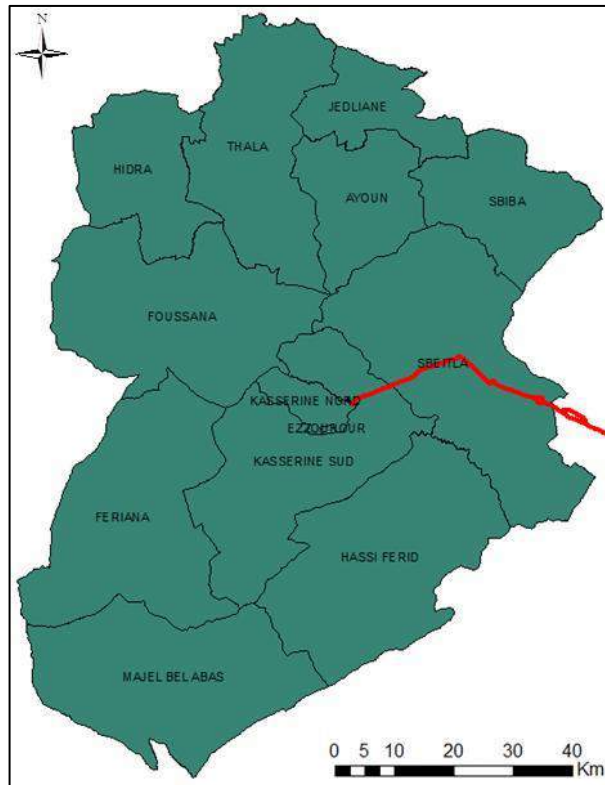 N
JEDLIANE
THALA
HIDRA
AYOUN
SBIBA
FOUSSANA
SBEITLA
KASSERINE NORD
EZZOUHOUR
KASSERINE SUD
FERIANA
HASSI FERID
MAJEL BEL ABAS
0 5 10 20 30 40
Km